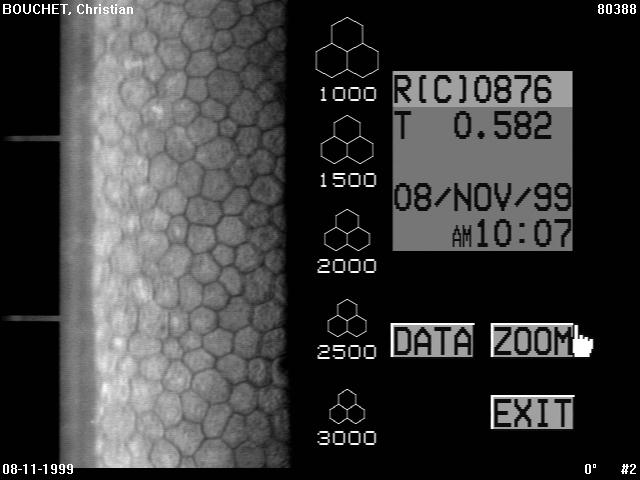 BOUCHET, Christian
80388
1000
1500
2000
2500
3000
R[C]0876
T 0.582
08/NOV/99
AM10:07
DATA
ZOOM
EXIT
08-11-1999
0° #2